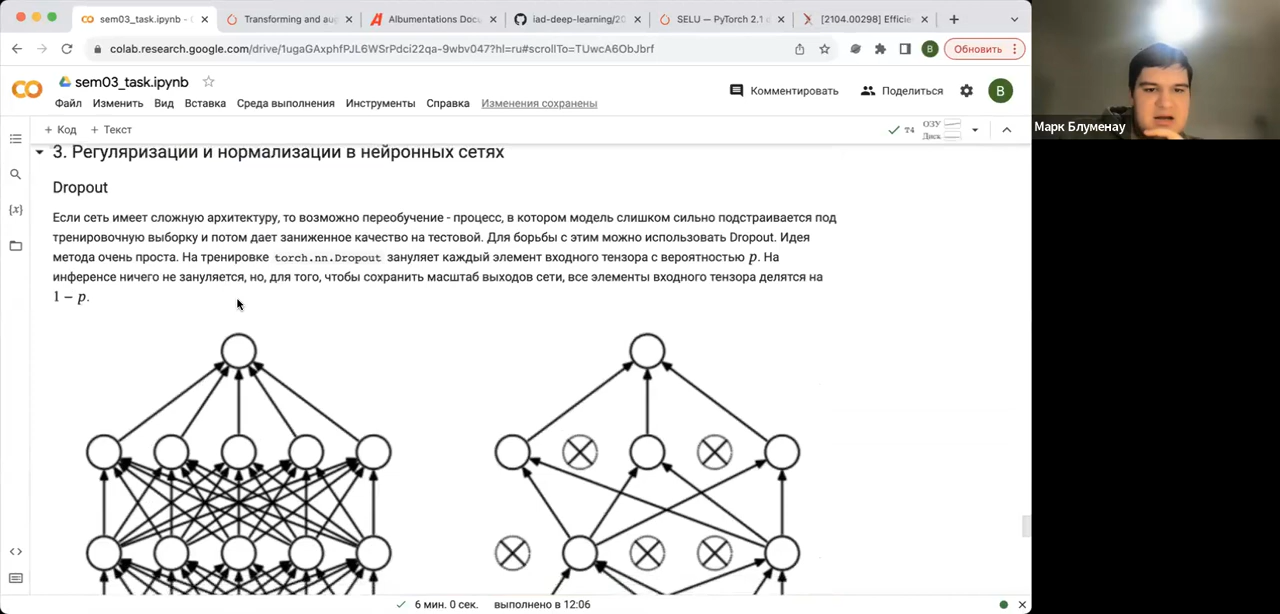 sem03_task.ipynb
Transforming and aug
Albumentations Docu
iad-deep-learning/20
SELU — PyTorch 2.1 d
[2104.00298] Efficie
colab.research.google.com/drive/1ugaGAxphfPJL6WSrPdci22qa-9wbv047?hl=ru#scrollTo=TUwcA6ObJbrf
B
Обновить
CO
sem03_task.ipynb
Комментировать
Поделиться
B
Файл Изменить Вид Вставка Среда выполнения Инструменты Справка Изменения сохранены
+ Код + Текст
T4
ОЗУ
Диск
Марк Блуменау
3. Регуляризации и нормализации в нейронных сетях
Dropout
Если сеть имеет сложную архитектуру, то возможно переобучение - процесс, в котором модель слишком сильно подстраивается под
тренировочную выборку и потом дает заниженное качество на тестовой. Для борьбы с этим можно использовать Dropout. Идея
метода очень проста. На тренировке torch.nn.Dropout зануляет каждый элемент входного тензора с вероятностью p. На
инференсе ничего не зануляется, но, для того, чтобы сохранить масштаб выходов сети, все элементы входного тензора делятся на
1 − p.
{x}
<>
6 мин. 0 сек. выполнено в 12:06